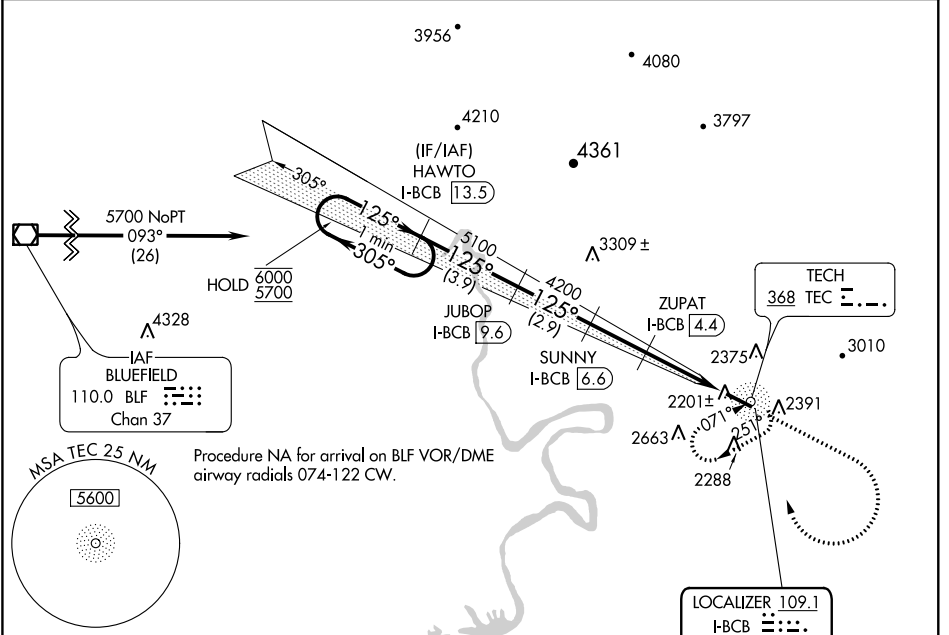 3956
4080
4210
3797
(IF/IAF)
HAWTO
I-BCB 13.5
4361
305°
125°
1 min
305°
5700 NoPT
093°
(26)
HOLD 6000
5700
5100
125°
(3.9)
3309 ±
4200
125°
(2.9)
JUBOP
I-BCB 9.6
SUNNY
I-BCB 6.6
ZUPAT
I-BCB 4.4
TECH
368 TEC
4328
IAF
BLUEFIELD
110.0 BLF
Chan 37
2375
3010
2201±
2391
071°
251°
2663
2288
MSA TEC 25 NM
5600
Procedure NA for arrival on BLF VOR/DME
airway radials 074-122 CW.
LOCALIZER 109.1
I-BCB